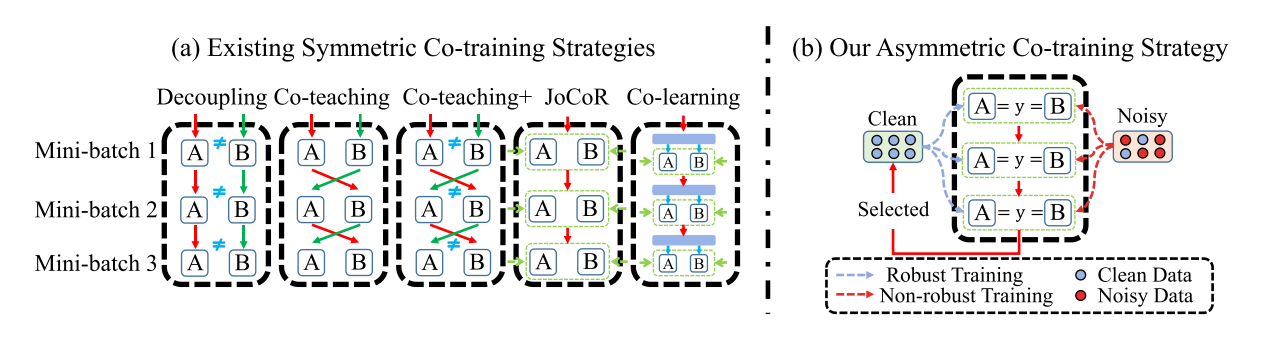 (a) Existing Symmetric Co-training Strategies
Decoupling Co-teaching Co-teaching+ JoCoR Co-learning
Mini-batch 1
A ≠ B
A B
A ≠ B
A B
A B
Mini-batch 2
A ≠ B
A B
A ≠ B
A B
A B
Mini-batch 3
A ≠ B
A B
A ≠ B
A B
A B
(b) Our Asymmetric Co-training Strategy
Clean
Noisy
A = y = B
A = y = B
A = y = B
Selected
Robust Training
Clean Data
Non-robust Training
Noisy Data